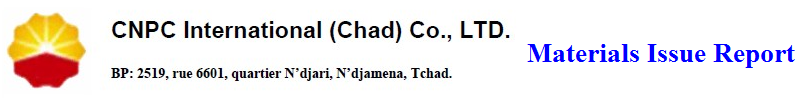 CNPC International (Chad) Co., LTD.
Materials Issue Report
BP: 2519, rue 6601, quartier N’djari, N’djamena, Tchad.